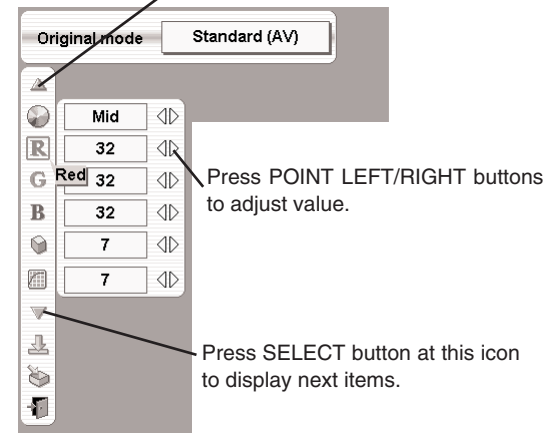 Original mode Standard (AV)
Mid
R 32
Red
G 32
B 32
7
7
Press POINT LEFT/RIGHT buttons
to adjust value.
Press SELECT button at this icon
to display next items.